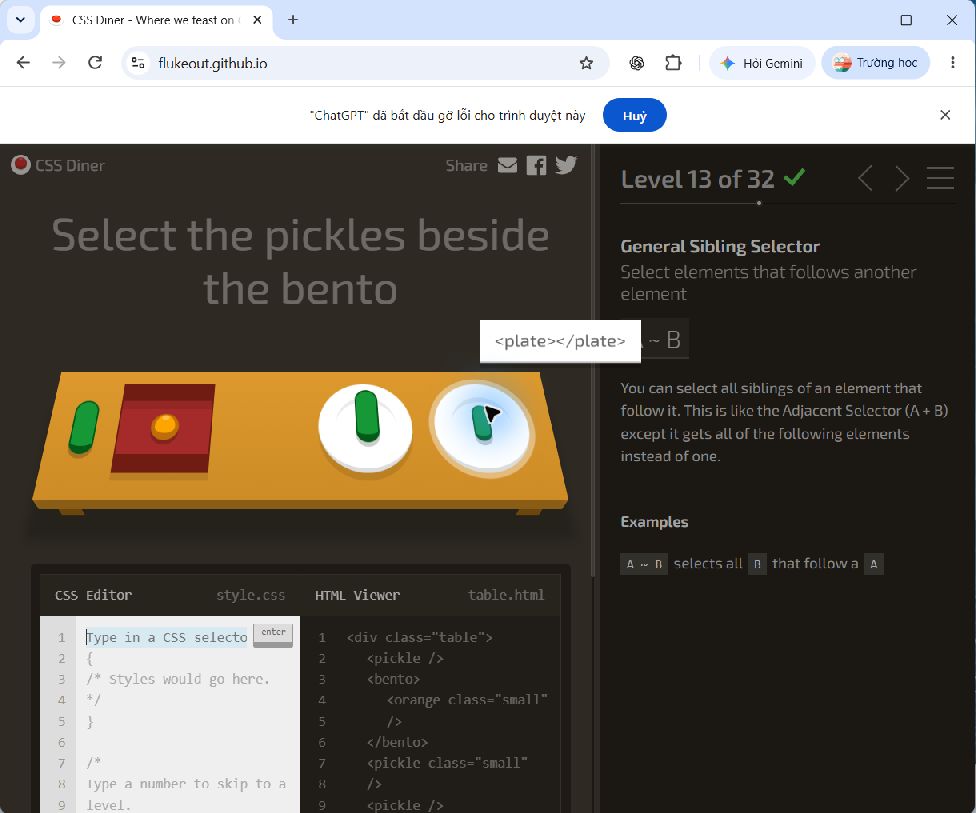 CSS Diner - Where we feast on
flukeout.github.io
Hỏi Gemini
Trường học
"ChatGPT" đã bắt đầu gỡ lỗi cho trình duyệt này
Huỷ
CSS Diner
Share
Select the pickles beside
the bento
<plate></plate>
CSS Editor
style.css
HTML Viewer
table.html
1 Type in a CSS selecto
enter
2 {
3 /* Styles would go here.
4 */
5 }
6
7 /*
8 Type a number to skip to a
9 level.
1 <div class="table">
2 <pickle />
3 <bento>
4 <orange class="small"
5 />
6 </bento>
7 <pickle class="small"
8 />
9 <pickle />
Level 13 of 32
General Sibling Selector
Select elements that follows another
element
A ~ B
You can select all siblings of an element that
follow it. This is like the Adjacent Selector (A + B)
except it gets all of the following elements
instead of one.
Examples
A ~ B selects all B that follow a A